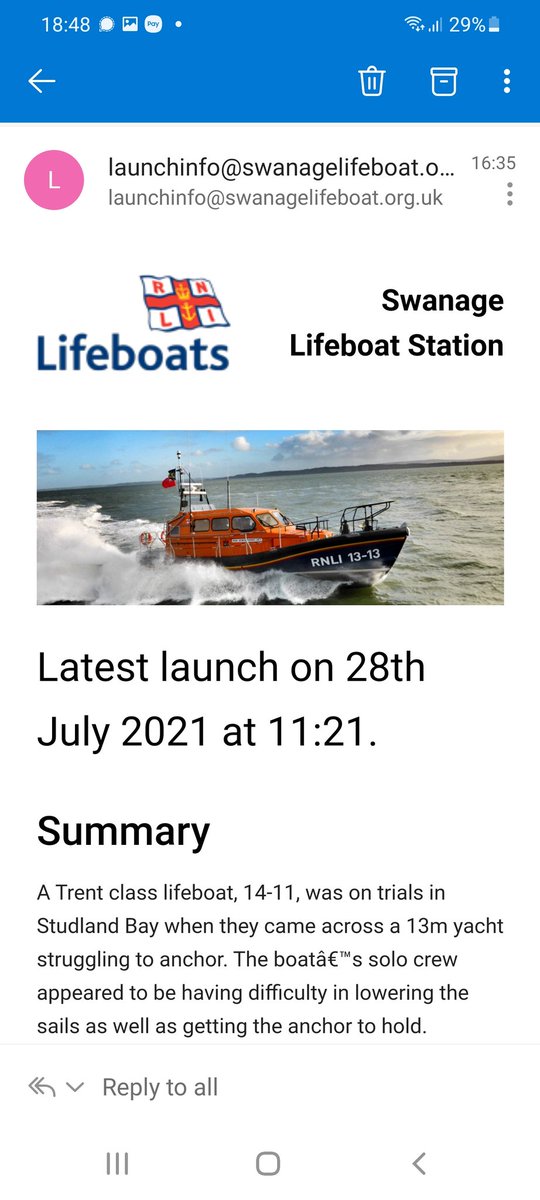 18:48 Pay 29%
L
launchinfo@swanagelifeboat.o... 16:35
launchinfo@swanagelifeboat.org.uk
R N
L I
Lifeboats
Swanage
Lifeboat Station
RNLI 13-13
Latest launch on 28th
July 2021 at 11:21.
Summary
A Trent class lifeboat, 14-11, was on trials in
Studland Bay when they came across a 13m yacht
struggling to anchor. The boatâ€™s solo crew
appeared to be having difficulty in lowering the
sails as well as getting the anchor to hold.
Reply to all